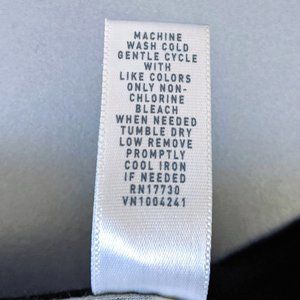 MACHINE
WASH COLD
GENTLE CYCLE
WITH
LIKE COLORS
ONLY NON-
CHLORINE
BLEACH
WHEN NEEDED
TUMBLE DRY
LOW REMOVE
PROMPTLY
COOL IRON
IF NEEDED
RN17730
VN1004241